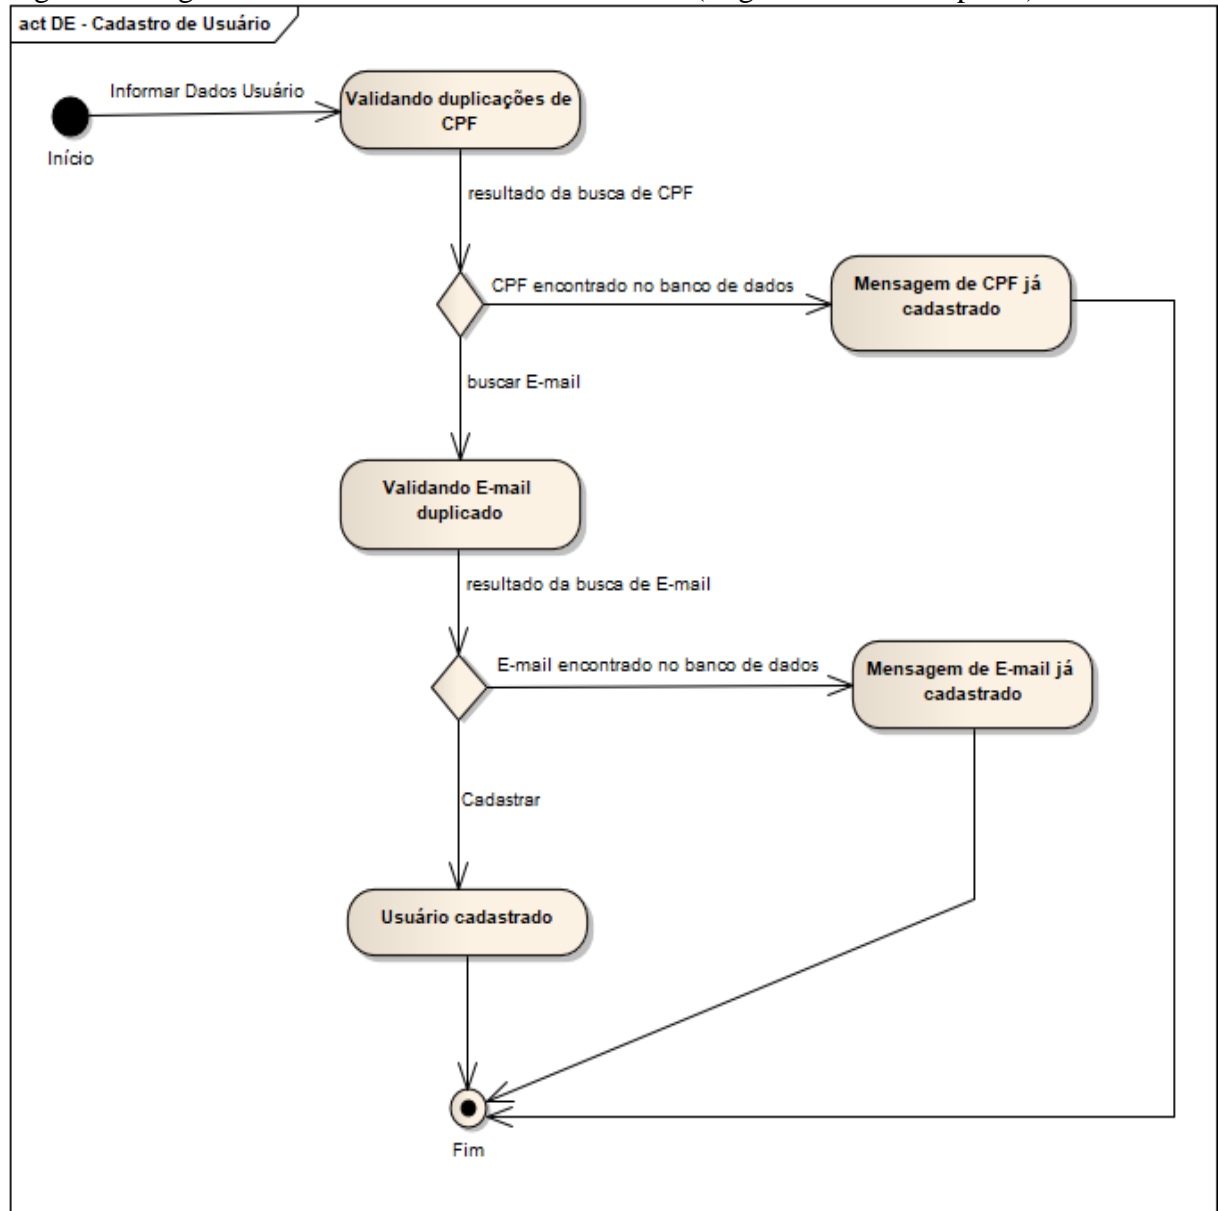 act DE - Cadastro de Usuário
Informar Dados Usuário
Início
Validando duplicações de
CPF
resultado da busca de CPF
CPF encontrado no banco de dados
Mensagem de CPF já
cadastrado
buscar E-mail
Validando E-mail
duplicado
resultado da busca de E-mail
E-mail encontrado no banco de dados
Mensagem de E-mail já
cadastrado
Cadastrar
Usuário cadastrado
Fim